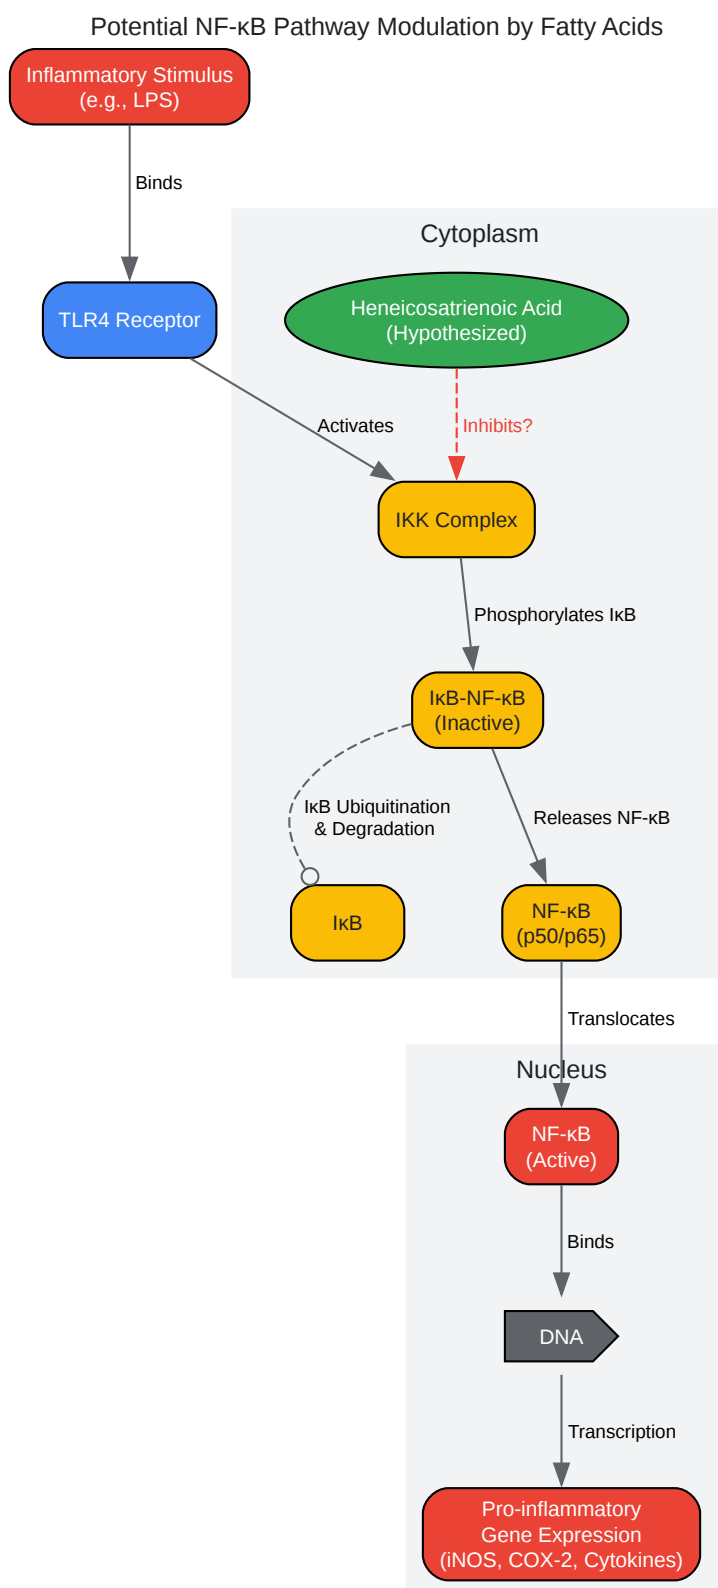 Potential NF-κB Pathway Modulation by Fatty Acids
Inflammatory Stimulus
(e.g., LPS)
Binds
Cytoplasm
TLR4 Receptor
Heneicosatrienoic Acid
(Hypothesized)
Activates
Inhibits?
IKK Complex
Phosphorylates IκB
IκB-NF-κB
(Inactive)
IκB Ubiquitination
& Degradation
Releases NF-κB
IκB
NF-κB
(p50/p65)
Translocates
Nucleus
NF-κB
(Active)
Binds
DNA
Transcription
Pro-inflammatory
Gene Expression
(iNOS, COX-2, Cytokines)